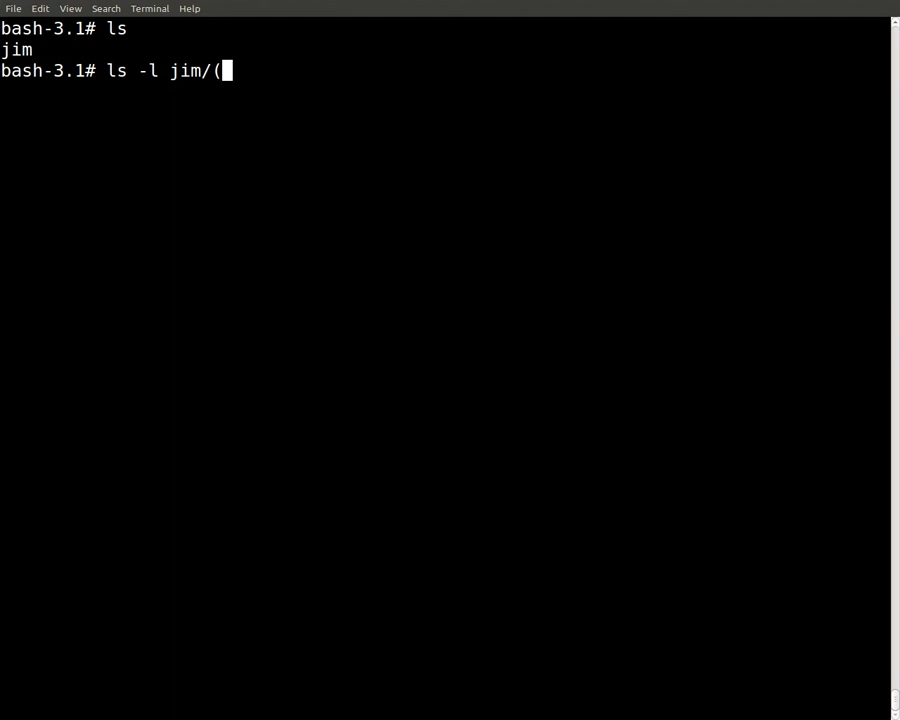 File Edit View Search Terminal Help
bash-3.1# ls
jim
bash-3.1# ls -l jim/(